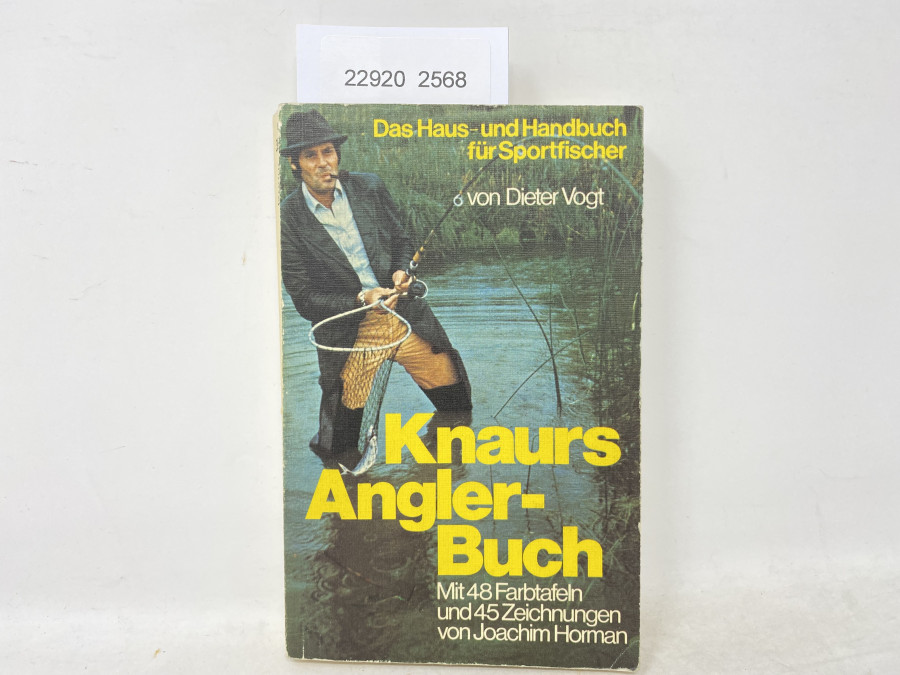 22920 2568
Das Haus- und Handbuch
für Sportfischer
von Dieter Vogt
Knaurs
Angler-
Buch
Mit 48 Farbtafeln
und 45 Zeichnungen
von Joachim Horman